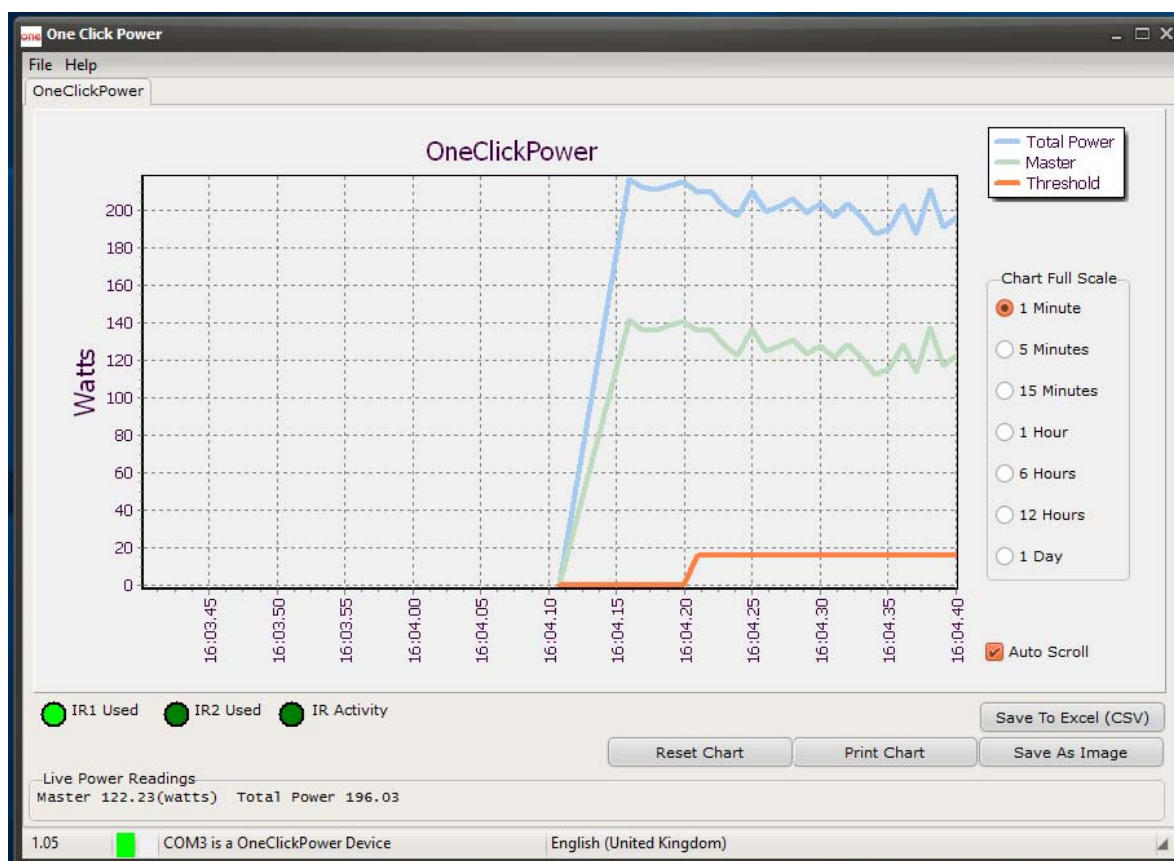 one One Click Power
File Help
OneClickPower
OneClickPower
Total Power
Master
Threshold
Watts
200
180
160
140
120
100
80
60
40
20
0
16:03.45
16:03.50
16:03.55
16:04.00
16:04.05
16:04.10
16:04.15
16:04.20
16:04.25
16:04.30
16:04.35
16:04.40
Chart Full Scale
1 Minute
5 Minutes
15 Minutes
1 Hour
6 Hours
12 Hours
1 Day
Auto Scroll
IR1 Used IR2 Used IR Activity
Save To Excel (CSV)
Reset Chart Print Chart Save As Image
Live Power Readings
Master 122.23(watts) Total Power 196.03
1.05 COM3 is a OneClickPower Device English (United Kingdom)